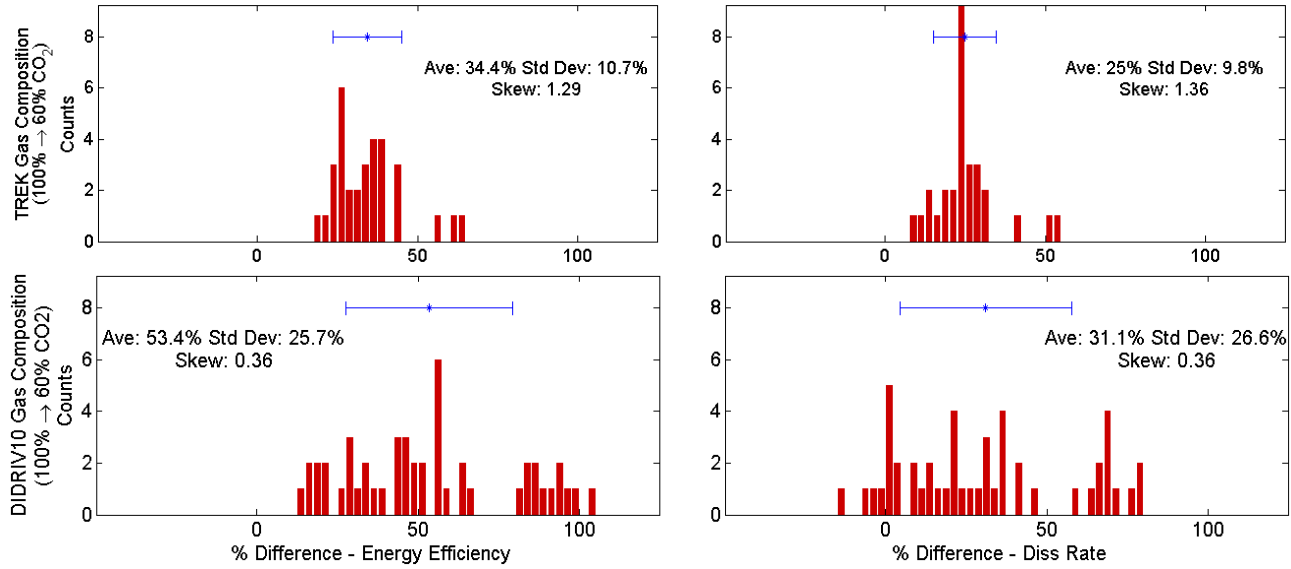 TREK Gas Composition
(100% → 60% CO₂)
Counts
8
6
4
2
0
Ave: 34.4% Std Dev: 10.7%
Skew: 1.29
0 50 100
8
6
4
2
0
Ave: 25% Std Dev: 9.8%
Skew: 1.36
0 50 100
DIDRIV10 Gas Composition
(100% → 60% CO2)
Counts
8
6
4
2
0
Ave: 53.4% Std Dev: 25.7%
Skew: 0.36
0 50 100
% Difference - Energy Efficiency
8
6
4
2
0
Ave: 31.1% Std Dev: 26.6%
Skew: 0.36
0 50 100
% Difference - Diss Rate